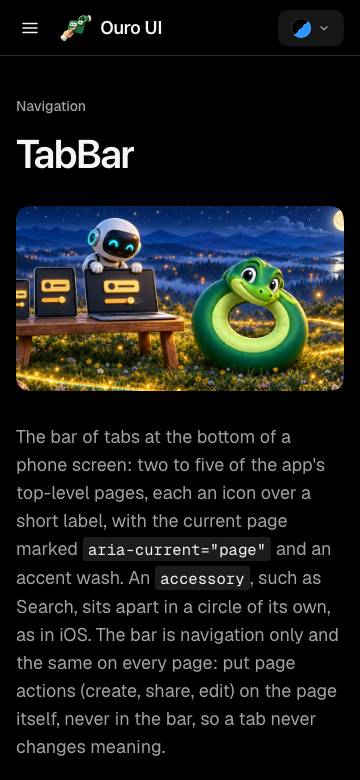 Ouro UI
Navigation
TabBar
The bar of tabs at the bottom of a
phone screen: two to five of the app's
top-level pages, each an icon over a
short label, with the current page
marked aria-current="page" and an
accent wash. An accessory, such as
Search, sits apart in a circle of its own,
as in iOS. The bar is navigation only and
the same on every page: put page
actions (create, share, edit) on the page
itself, never in the bar, so a tab never
changes meaning.